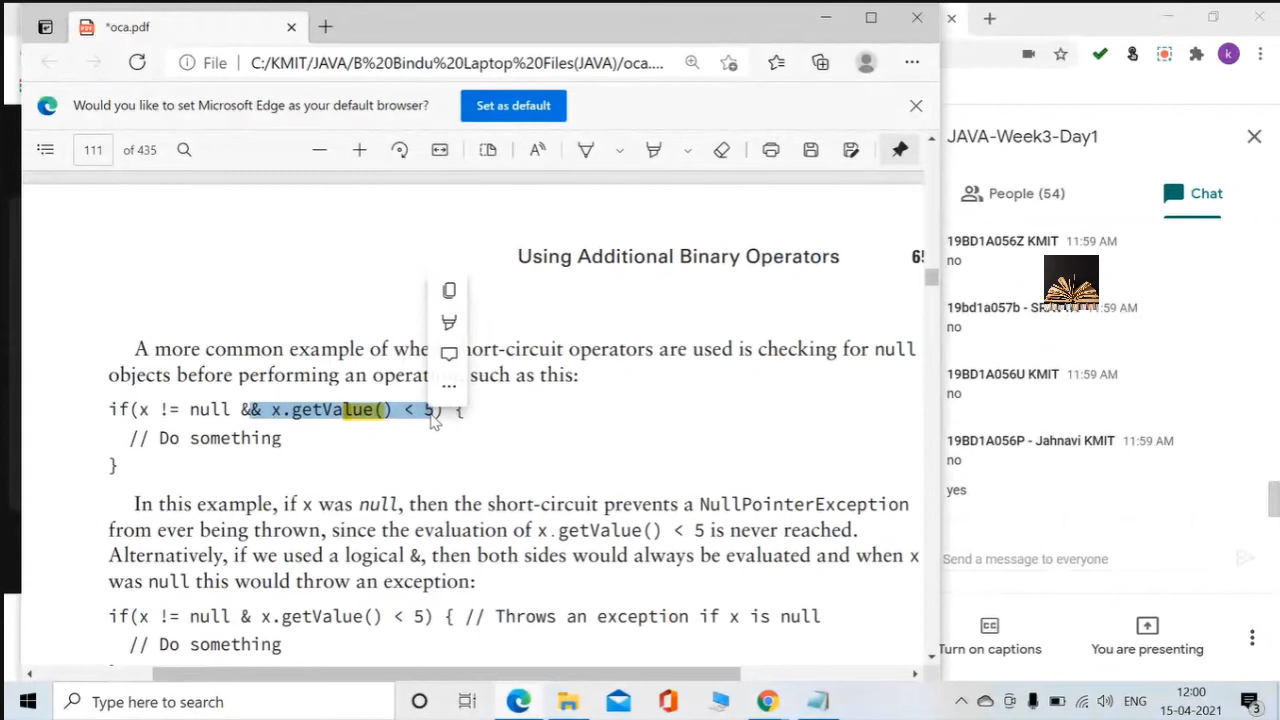 *oca.pdf
File
C:/KMIT/JAVA/B%20Bindu%20Laptop%20Files(JAVA)/oca....
Would you like to set Microsoft Edge as your default browser?
Set as default
111 of 435
Using Additional Binary Operators
A more common example of whe hort-circuit operators are used is checking for null
objects before performing an such as this:
if(x != null && x.getValue() < 5) {
// Do something
}
In this example, if x was null, then the short-circuit prevents a NullPointerException
from ever being thrown, since the evaluation of x.getValue() < 5 is never reached.
Alternatively, if we used a logical &, then both sides would always be evaluated and when x
was null this would throw an exception:
if(x != null & x.getValue() < 5) { // Throws an exception if x is null
// Do something
k
JAVA-Week3-Day1
People (54)
Chat
19BD1A056Z KMIT 11:59 AM
no
19bd1a057b - 11:59 AM
no
19BD1A056U KMIT 11:59 AM
no
19BD1A056P - Jahnavi KMIT 11:59 AM
no
yes
Send a message to everyone
Turn on captions
You are presenting
Type here to search
ENG
12:00
15-04-2021
3